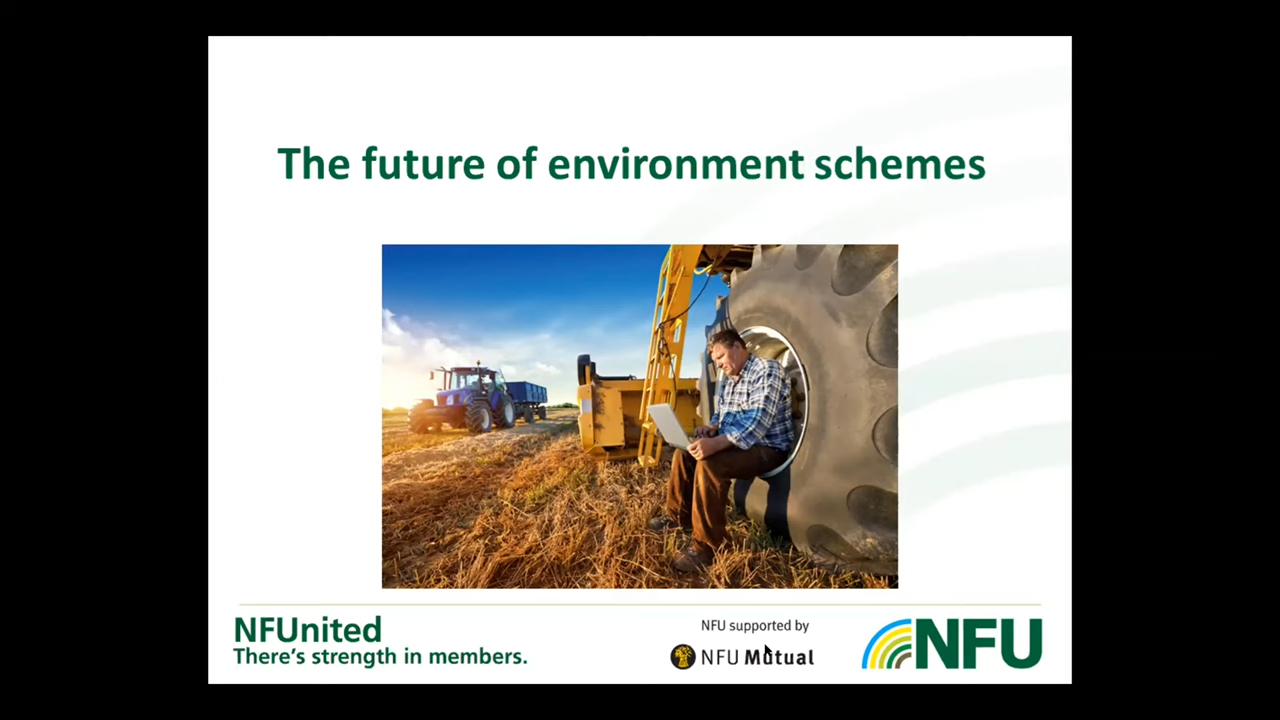 The future of environment schemes
NFUnited
There's strength in members.
NFU supported by
NFU Mutual
NFU